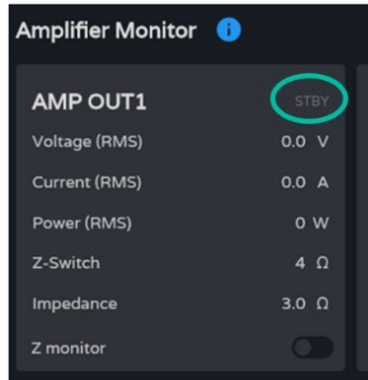 Amplifier Monitor i
AMP OUT1 STBY
Voltage (RMS) 0.0 V
Current (RMS) 0.0 A
Power (RMS) 0 W
Z-Switch 4 Ω
Impedance 3.0 Ω
Z monitor